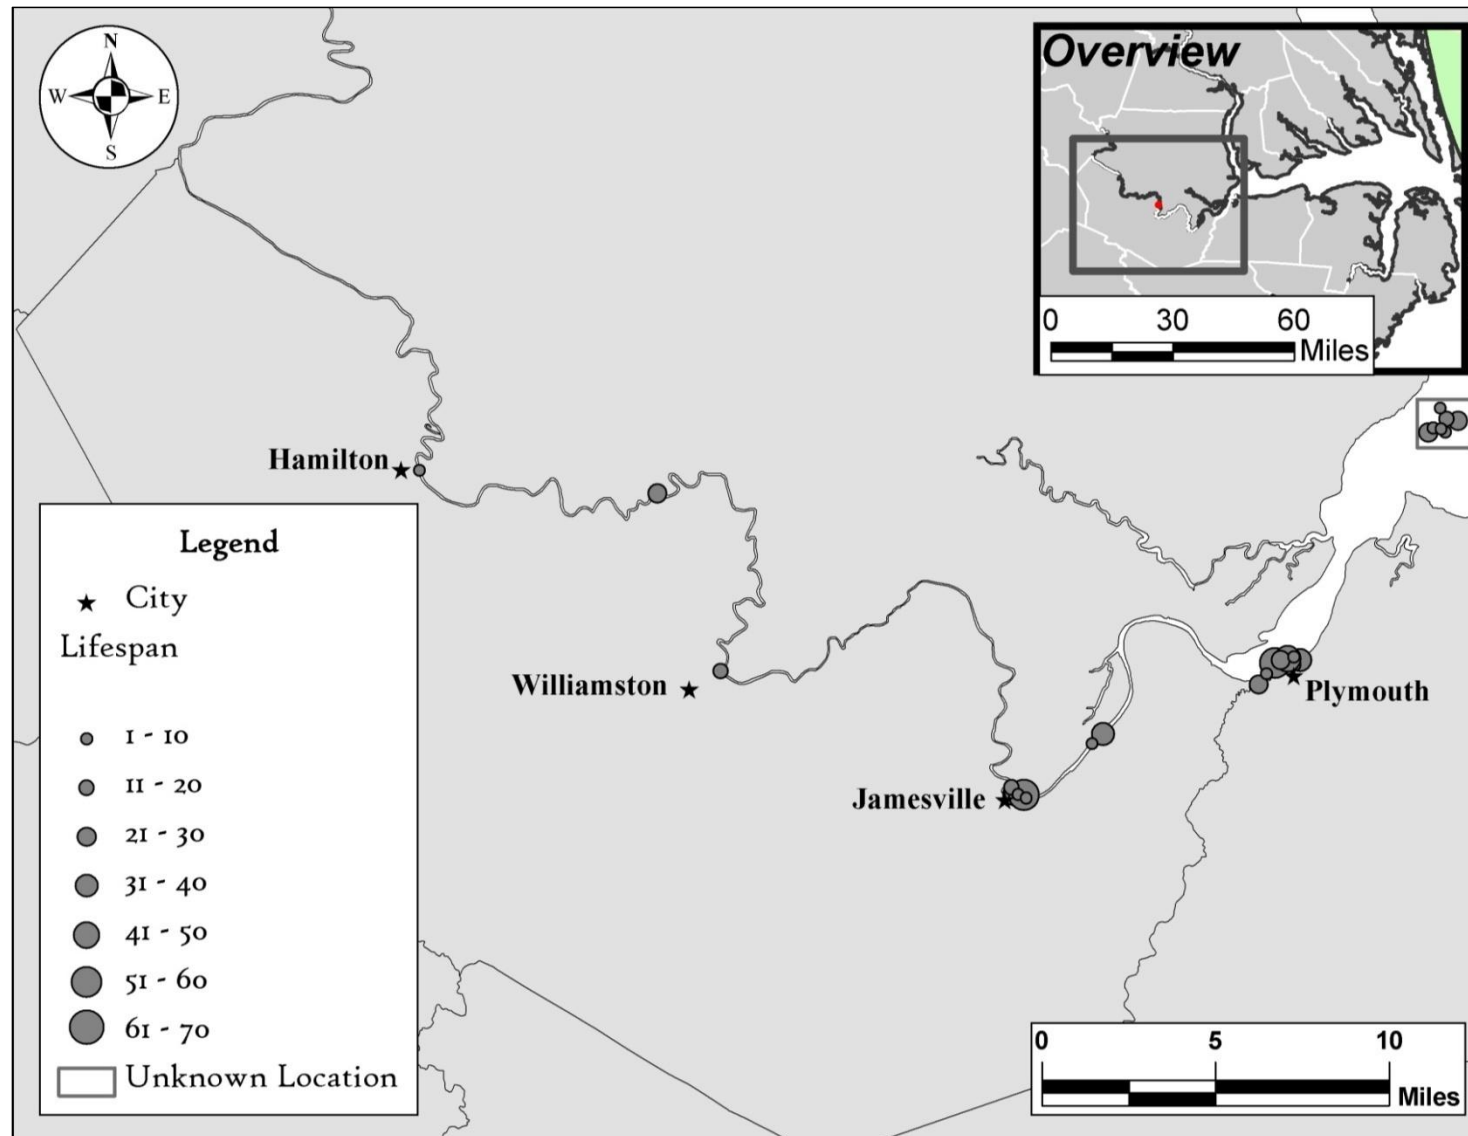 N
W E
S
Overview
0 30 60
Miles
Hamilton
Legend
City
Lifespan
1 - 10
11 - 20
21 - 30
31 - 40
41 - 50
51 - 60
61 - 70
Unknown Location
Williamston
Plymouth
Jamesville
0 5 10
Miles